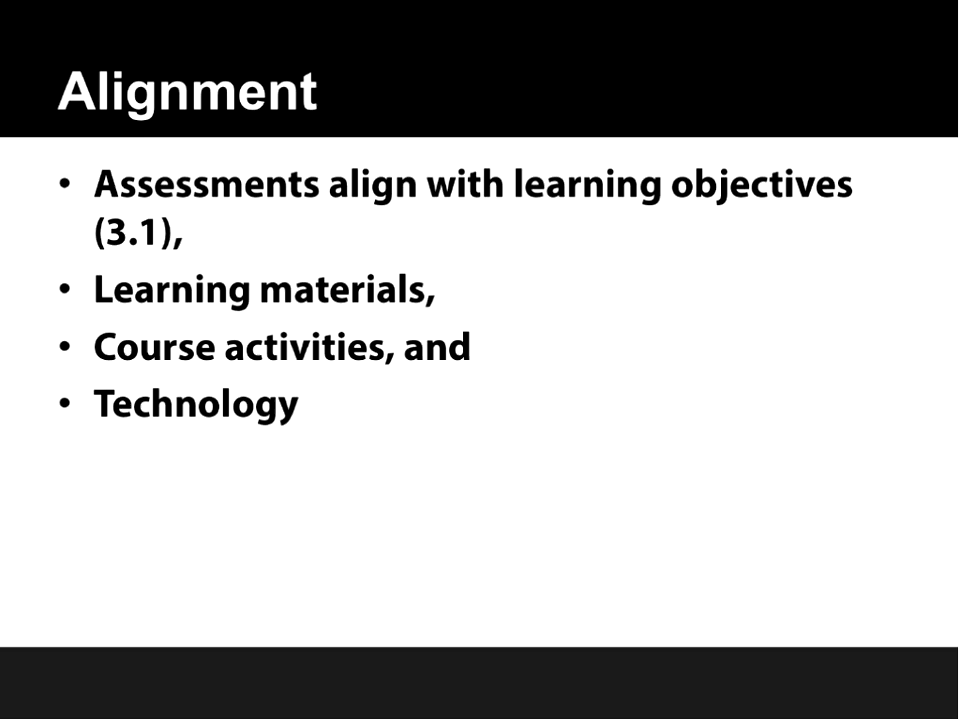 Alignment
• Assessments align with learning objectives
(3.1),
• Learning materials,
• Course activities, and
• Technology